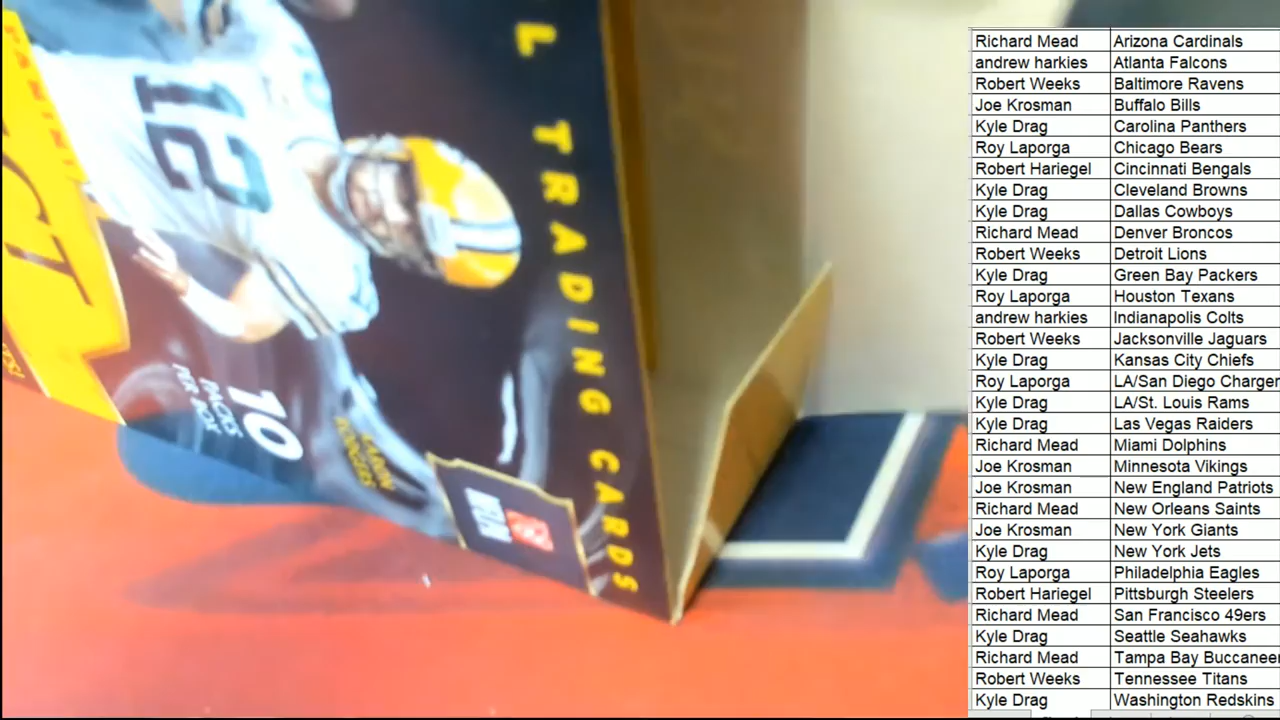 PANINI
L TRADING CARDS
12
10
PACKS
PER BOX
AARON
RODGERS
Richard Mead Arizona Cardinals
andrew harkies Atlanta Falcons
Robert Weeks Baltimore Ravens
Joe Krosman Buffalo Bills
Kyle Drag Carolina Panthers
Roy Laporga Chicago Bears
Robert Hariegel Cincinnati Bengals
Kyle Drag Cleveland Browns
Kyle Drag Dallas Cowboys
Richard Mead Denver Broncos
Robert Weeks Detroit Lions
Kyle Drag Green Bay Packers
Roy Laporga Houston Texans
andrew harkies Indianapolis Colts
Robert Weeks Jacksonville Jaguars
Kyle Drag Kansas City Chiefs
Roy Laporga LA/San Diego Charger
Kyle Drag LA/St. Louis Rams
Kyle Drag Las Vegas Raiders
Richard Mead Miami Dolphins
Joe Krosman Minnesota Vikings
Joe Krosman New England Patriots
Richard Mead New Orleans Saints
Joe Krosman New York Giants
Kyle Drag New York Jets
Roy Laporga Philadelphia Eagles
Robert Hariegel Pittsburgh Steelers
Richard Mead San Francisco 49ers
Kyle Drag Seattle Seahawks
Richard Mead Tampa Bay Buccaneer
Robert Weeks Tennessee Titans
Kyle Drag Washington Redskins